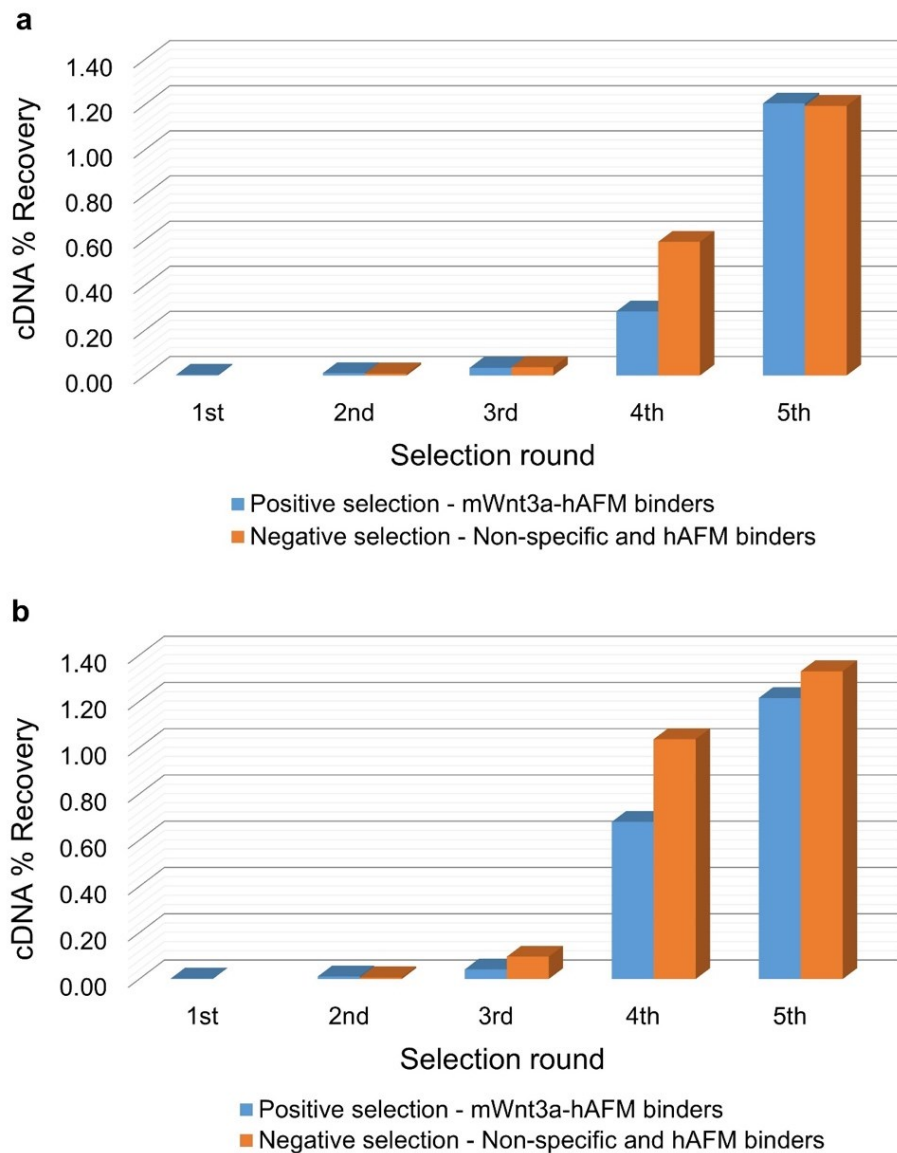 a
cDNA % Recovery
1.40
1.20
1.00
0.80
0.60
0.40
0.20
0.00
1st 2nd 3rd 4th 5th
Selection round
Positive selection - mWnt3a-hAFM binders
Negative selection - Non-specific and hAFM binders
b
cDNA % Recovery
1.40
1.20
1.00
0.80
0.60
0.40
0.20
0.00
1st 2nd 3rd 4th 5th
Selection round
Positive selection - mWnt3a-hAFM binders
Negative selection - Non-specific and hAFM binders